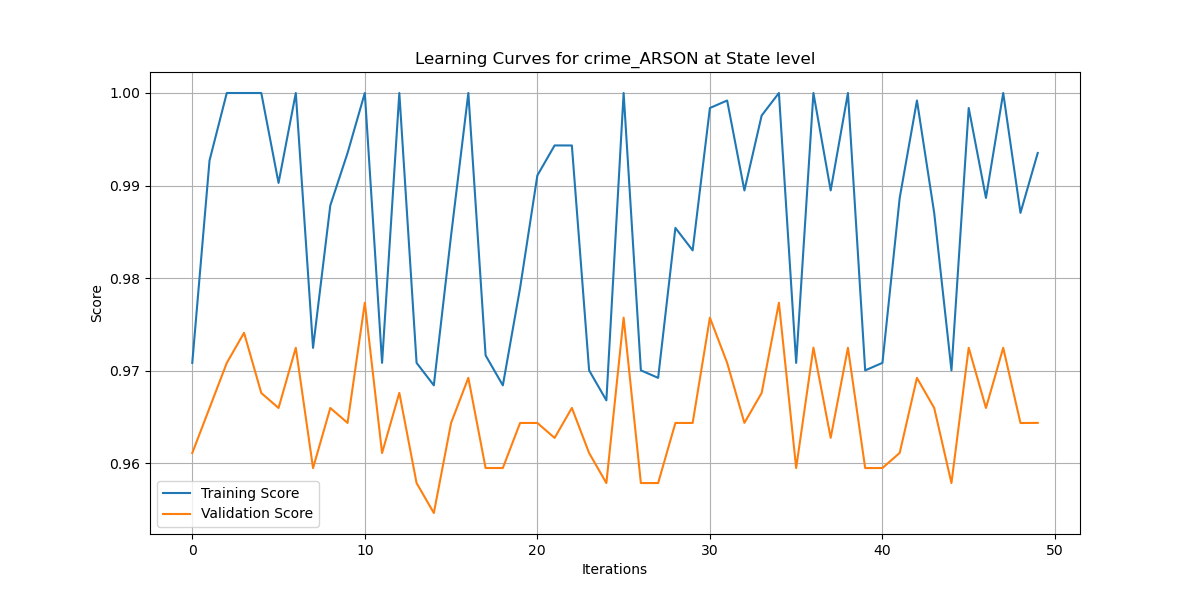 Learning Curves for crime_ARSON at State level
1.00
0.99
0.98
0.97
0.96
Score
Training Score
Validation Score
0 10 20 30 40 50
Iterations